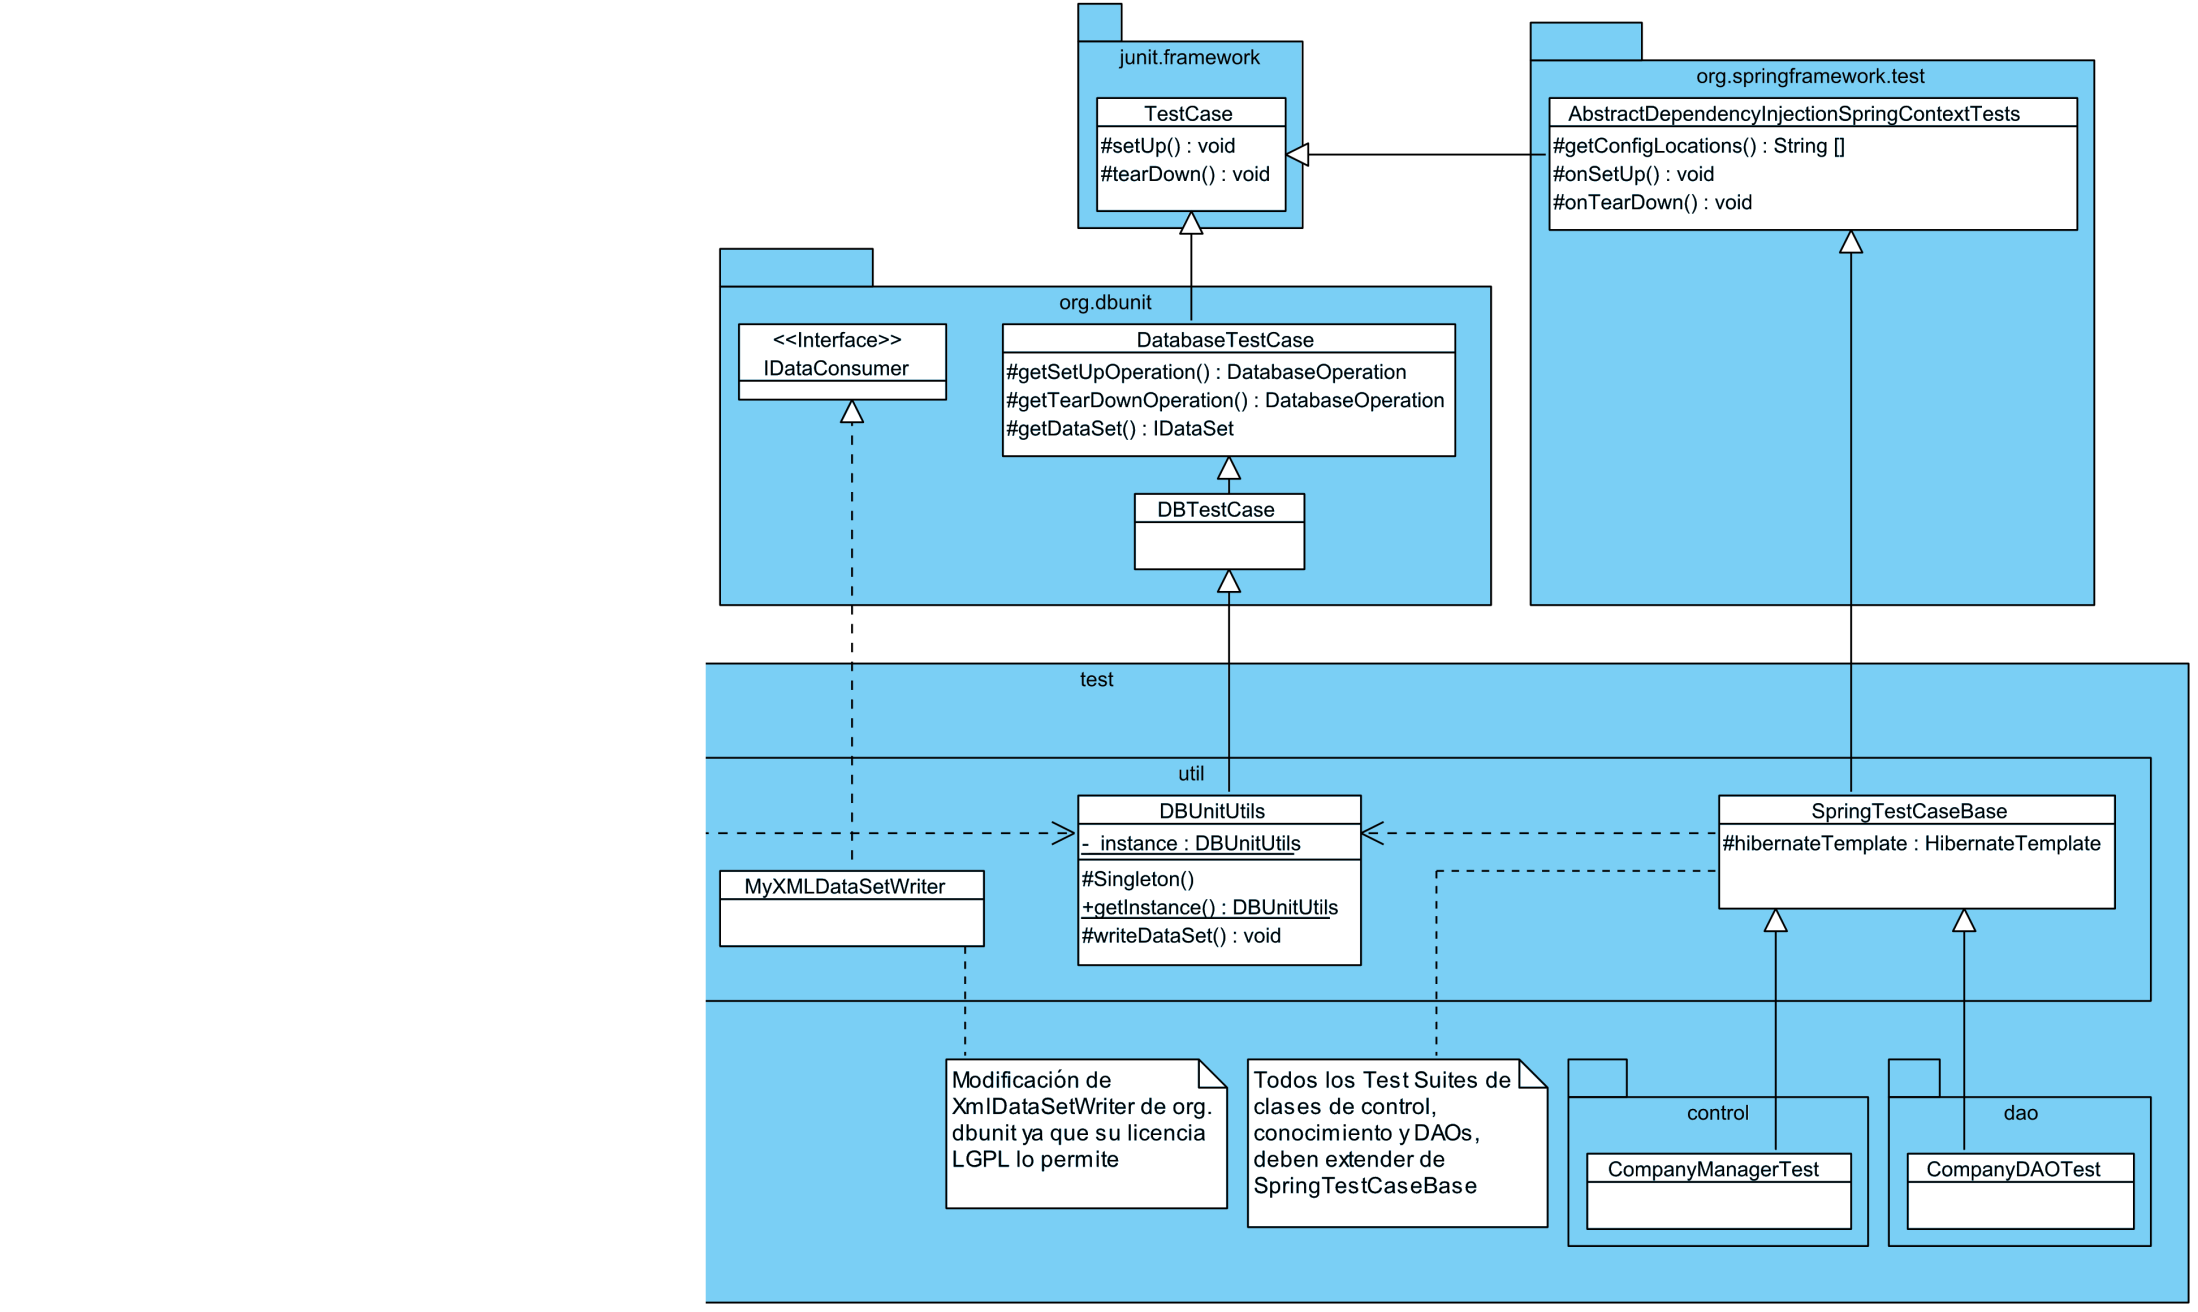 junit.framework
TestCase
#setUp() : void
#tearDown() : void
org.springframework.test
AbstractDependencyInjectionSpringContextTests
#getConfigLocations() : String []
#onSetUp() : void
#onTearDown() : void
org.dbunit
<<Interface>>
IDataConsumer
DatabaseTestCase
#getSetUpOperation() : DatabaseOperation
#getTearDownOperation() : DatabaseOperation
#getDataSet() : IDataSet
DBTestCase
test
util
DBUnitUtils
-_instance : DBUnitUtils
#Singleton()
+getInstance() : DBUnitUtils
#writeDataSet() : void
SpringTestCaseBase
#hibernateTemplate : HibernateTemplate
MyXMLDataSetWriter
Modificación de
XmlDataSetWriter de org.
dbunit ya que su licencia
LGPL lo permite
Todos los Test Suites de
clases de control,
conocimiento y DAOs,
deben extender de
SpringTestCaseBase
control
CompanyManagerTest
dao
CompanyDAOTest